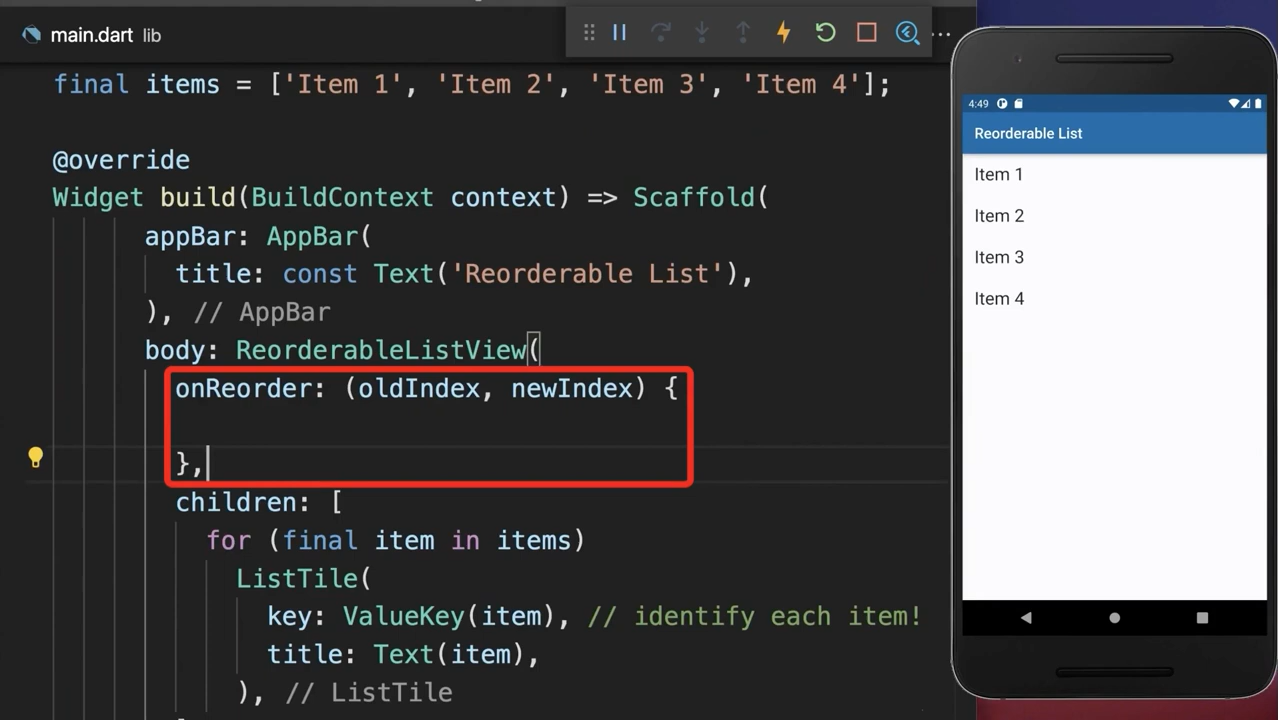 main.dart lib
final items = ['Item 1', 'Item 2', 'Item 3', 'Item 4'];
@override
Widget build(BuildContext context) => Scaffold(
appBar: AppBar(
title: const Text('Reorderable List'),
), // AppBar
body: ReorderableListView(
onReorder: (oldIndex, newIndex) {
},
children: [
for (final item in items)
ListTile(
key: ValueKey(item), // identify each item!
title: Text(item),
), // ListTile
4:49
Reorderable List
Item 1
Item 2
Item 3
Item 4